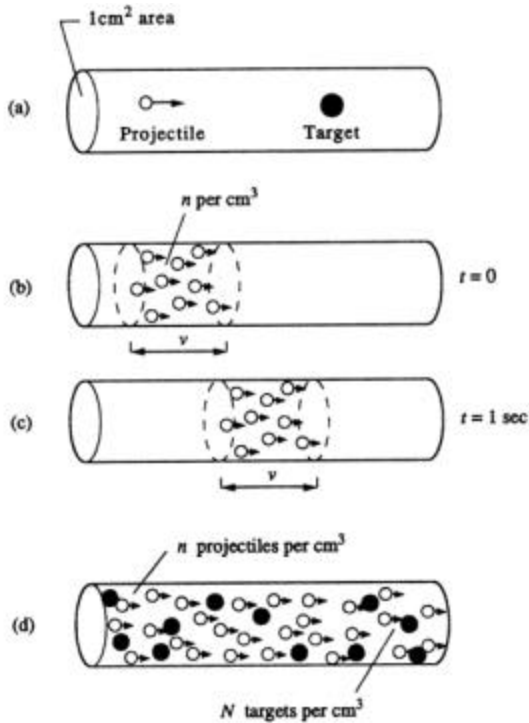 1cm² area
(a)
Projectile
Target
n per cm³
(b)
t = 0
v
(c)
t = 1 sec
v
n projectiles per cm³
(d)
N targets per cm³